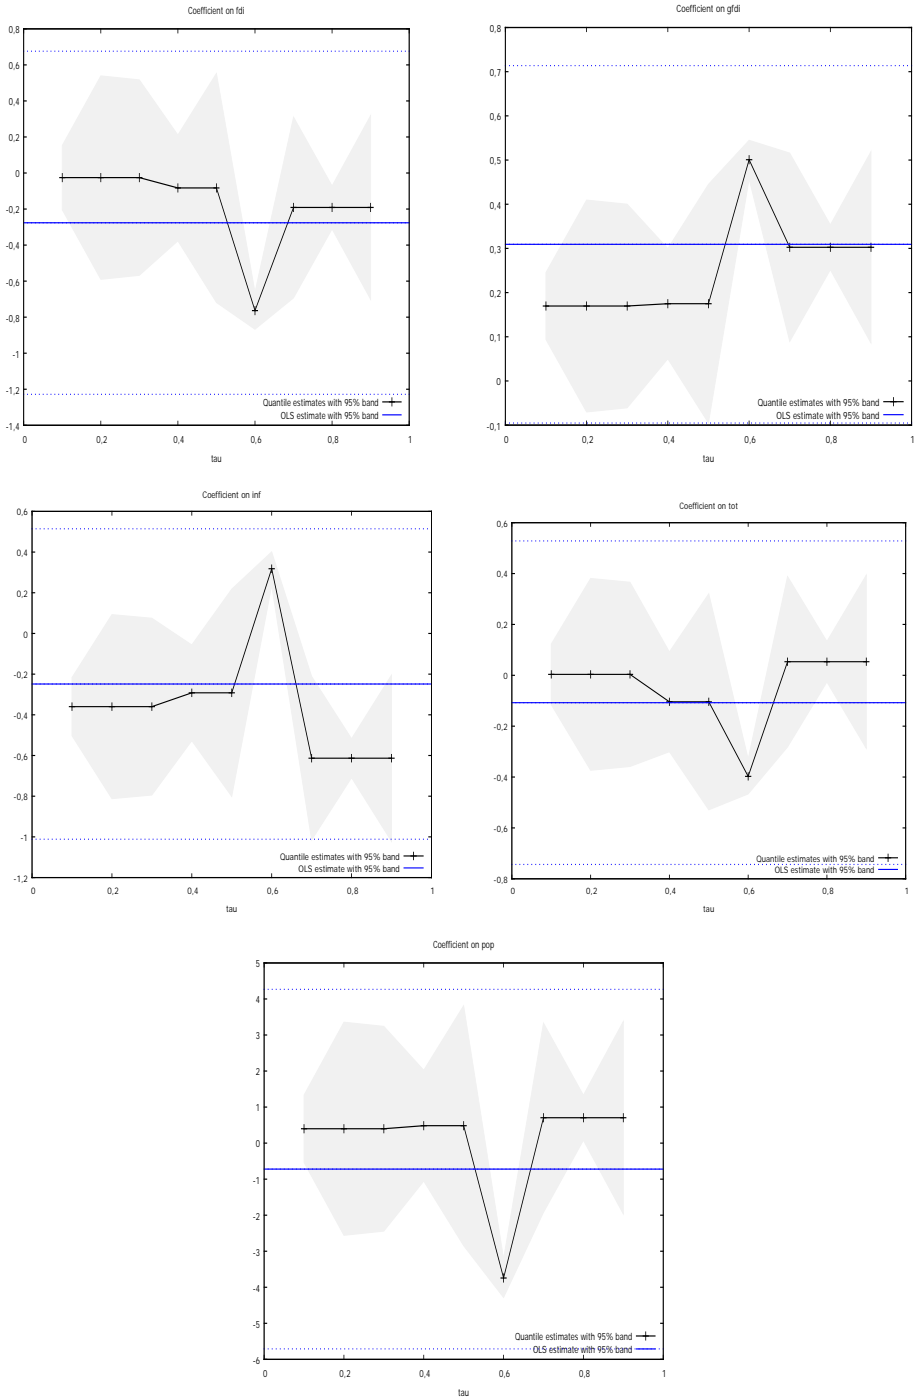 Coefficient on fdi
0,8
0,6
0,4
0,2
0
-0,2
-0,4
-0,6
-0,8
-1
-1,2
-1,4
Quantile estimates with 95% band
OLS estimate with 95% band
0 0,2 0,4 0,6 0,8 1
tau
Coefficient on gfdi
0,8
0,7
0,6
0,5
0,4
0,3
0,2
0,1
0
-0,1
Quantile estimates with 95% band
OLS estimate with 95% band
0 0,2 0,4 0,6 0,8 1
tau
Coefficient on inf
0,6
0,4
0,2
0
-0,2
-0,4
-0,6
-0,8
-1
-1,2
Quantile estimates with 95% band
OLS estimate with 95% band
0 0,2 0,4 0,6 0,8 1
tau
Coefficient on tot
0,6
0,4
0,2
0
-0,2
-0,4
-0,6
-0,8
Quantile estimates with 95% band
OLS estimate with 95% band
0 0,2 0,4 0,6 0,8 1
tau
Coefficient on pop
5
4
3
2
1
0
-1
-2
-3
-4
-5
-6
Quantile estimates with 95% band
OLS estimate with 95% band
0 0,2 0,4 0,6 0,8 1
tau